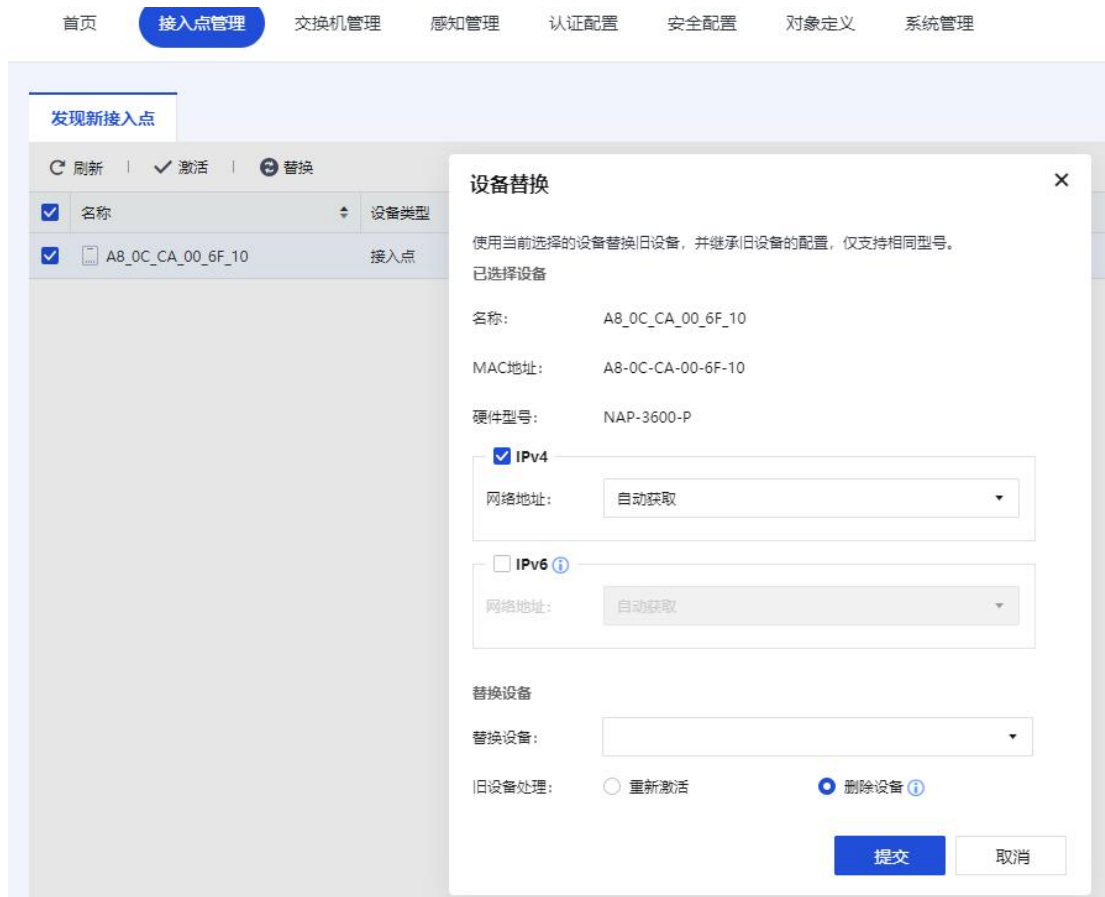 首页 接入点管理 交换机管理 感知管理 认证配置 安全配置 对象定义 系统管理
发现新接入点
刷新 激活 替换
名称 设备类型
A8_0C_CA_00_6F_10 接入点
设备替换
使用当前选择的设备替换旧设备，并继承旧设备的配置，仅支持相同型号。
已选择设备
名称： A8_0C_CA_00_6F_10
MAC地址： A8-0C-CA-00-6F-10
硬件型号： NAP-3600-P
IPv4
网络地址： 自动获取
IPv6
网络地址： 自动获取
替换设备
替换设备：
旧设备处理： 重新激活 删除设备
提交 取消